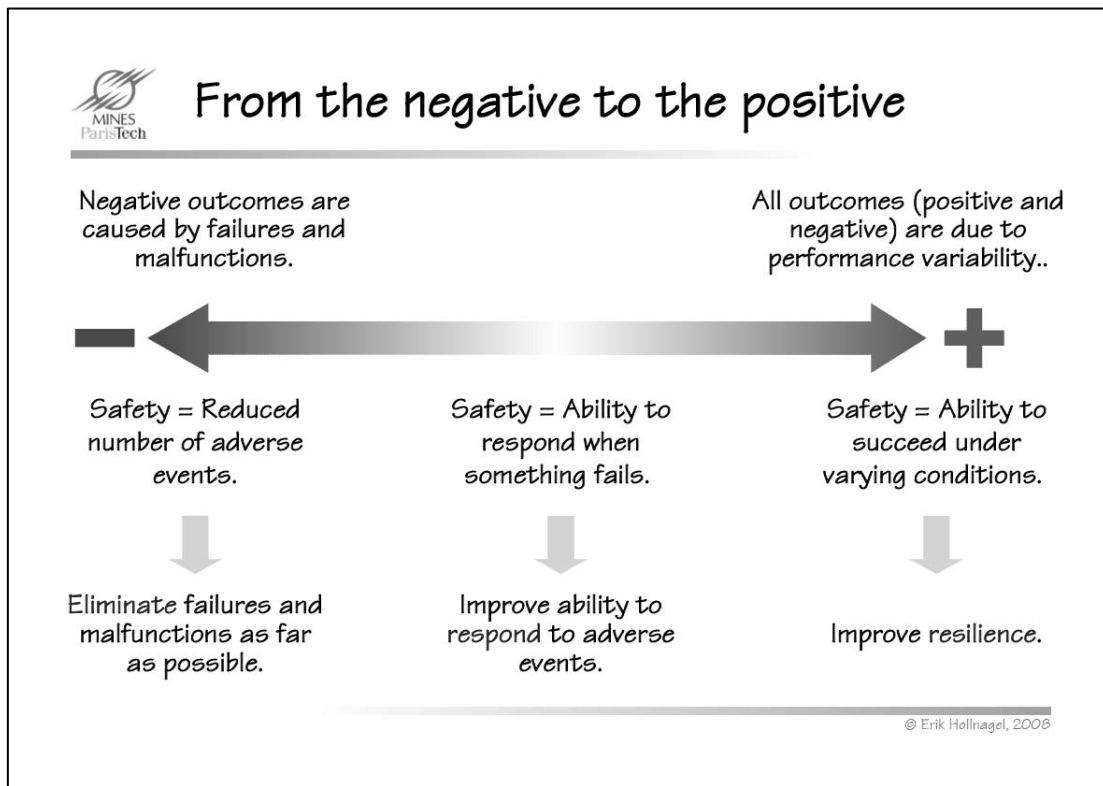 MINES
ParisTech
From the negative to the positive
Negative outcomes are
caused by failures and
malfunctions.
All outcomes (positive and
negative) are due to
performance variability..
Safety = Reduced
number of adverse
events.
Safety = Ability to
respond when
something fails.
Safety = Ability to
succeed under
varying conditions.
Eliminate failures and
malfunctions as far
as possible.
Improve ability to
respond to adverse
events.
Improve resilience.
© Erik Hollnagel, 2008